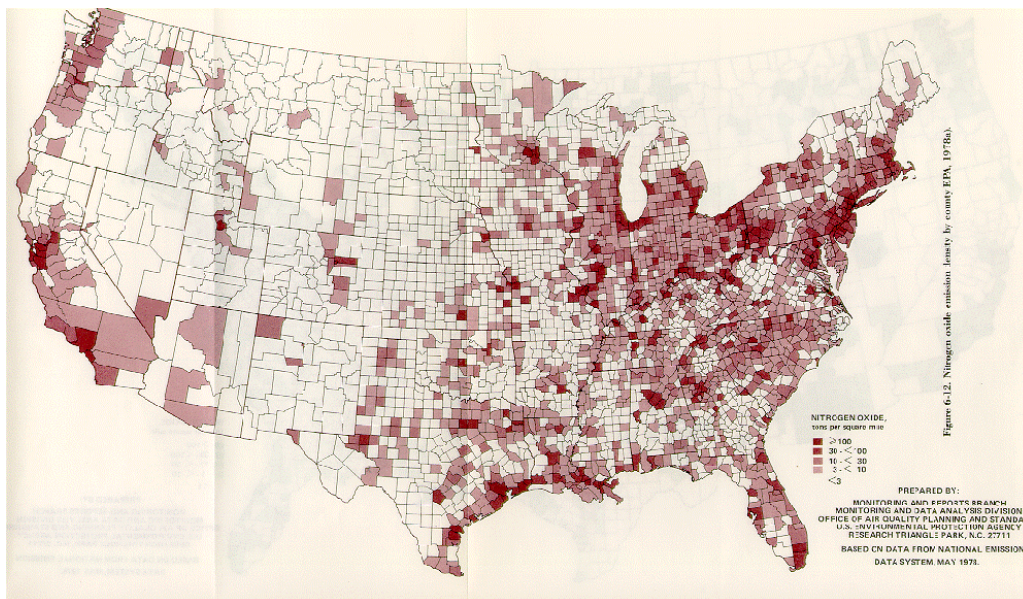 Figure 6-12. Nitrogen oxide emission density by county EPA, 1978a).
NITROGEN OXIDE,
tons per square mile
≥100
30 - < 100
10 - < 30
3 - < 10
<3
PREPARED BY:
MONITORING AND REPORTS BRANCH
MONITORING AND DATA ANALYSIS DIVISION
OFFICE OF AIR QUALITY PLANNING AND STANDA
U.S. ENVIRONMENTAL PROTECTION AGENCY
RESEARCH TRIANGLE PARK, N.C. 27711
BASED ON DATA FROM NATIONAL EMISSION
DATA SYSTEM, MAY 1978.